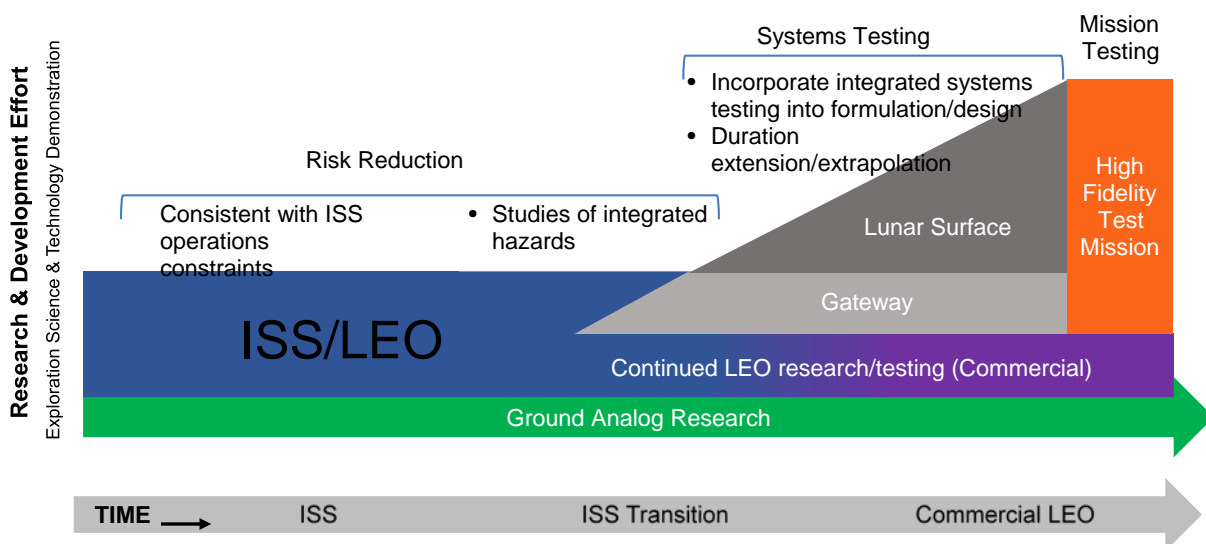 Research & Development Effort
Exploration Science & Technology Demonstration
Mission
Testing
Systems Testing
• Incorporate integrated systems
testing into formulation/design
• Duration
extension/extrapolation
Risk Reduction
Consistent with ISS
operations
constraints
• Studies of integrated
hazards
High
Fidelity
Test
Mission
Lunar Surface
Gateway
ISS/LEO
Continued LEO research/testing (Commercial)
Ground Analog Research
TIME
ISS
ISS Transition
Commercial LEO